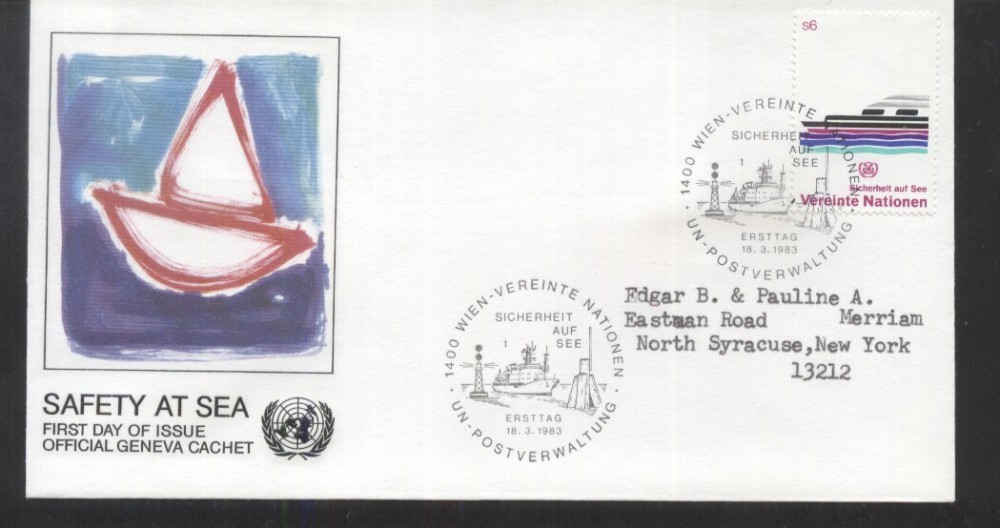 s6
Sicherheit auf See
Vereinte Nationen
1400 WIEN-VEREINTE NATIONEN
SICHERHEIT
AUF
SEE
1
ERSTTAG
18.3.1983
UN-POSTVERWALTUNG
Edgar B. & Pauline A.
Merriam
Eastman Road
North Syracuse, New York
13212
1400 WIEN-VEREINTE NATIONEN
SICHERHEIT
AUF
SEE
1
ERSTTAG
18.3.1983
UN-POSTVERWALTUNG
SAFETY AT SEA
FIRST DAY OF ISSUE
OFFICIAL GENEVA CACHET